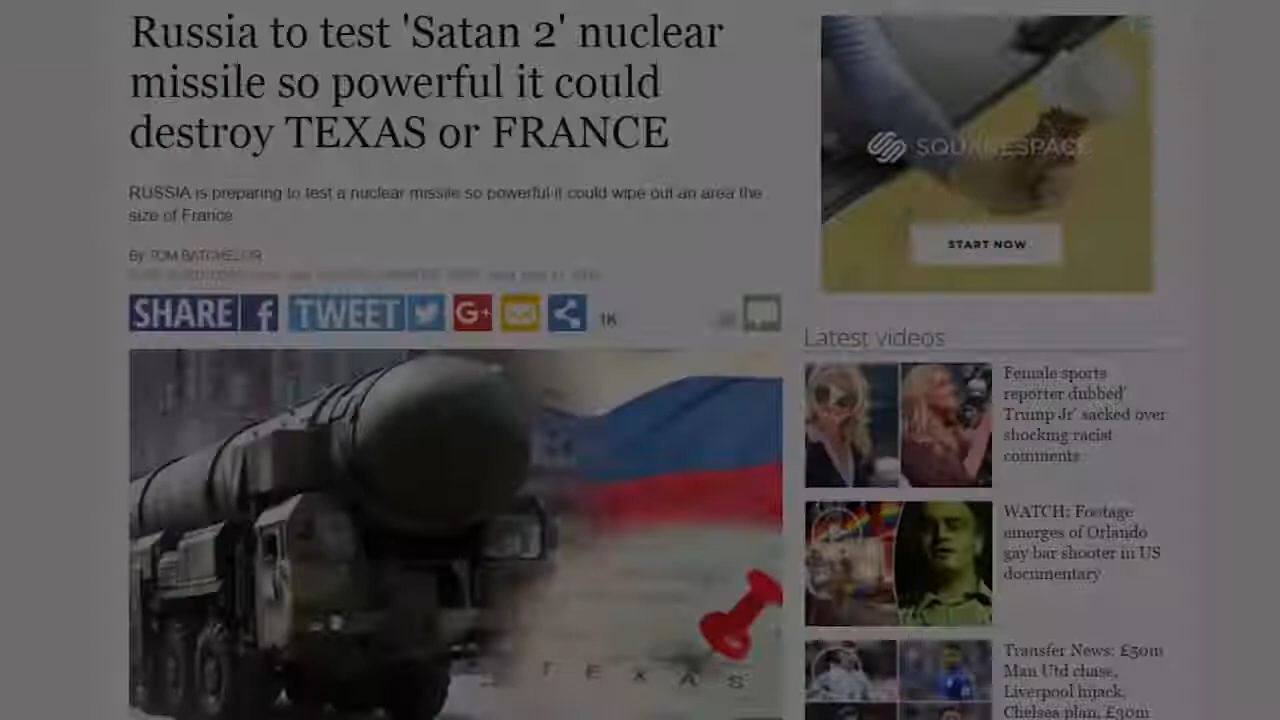 Russia to test 'Satan 2' nuclear
missile so powerful it could
destroy TEXAS or FRANCE
RUSSIA is preparing to test a nuclear missile so powerful it could wipe out an area the
size of France
By TOM BATCHELOR
SHARE f
TWEET
G+
1K
SQUARESPACE
START NOW
Latest videos
Female sports
reporter dubbed'
Trump Jr' sacked over
shocking racist
comments
WATCH: Footage
emerges of Orlando
gay bar shooter in US
documentary
Transfer News: £50m
Man Utd chase,
Liverpool hijack,
Chelsea plan, £30m
TEXAS